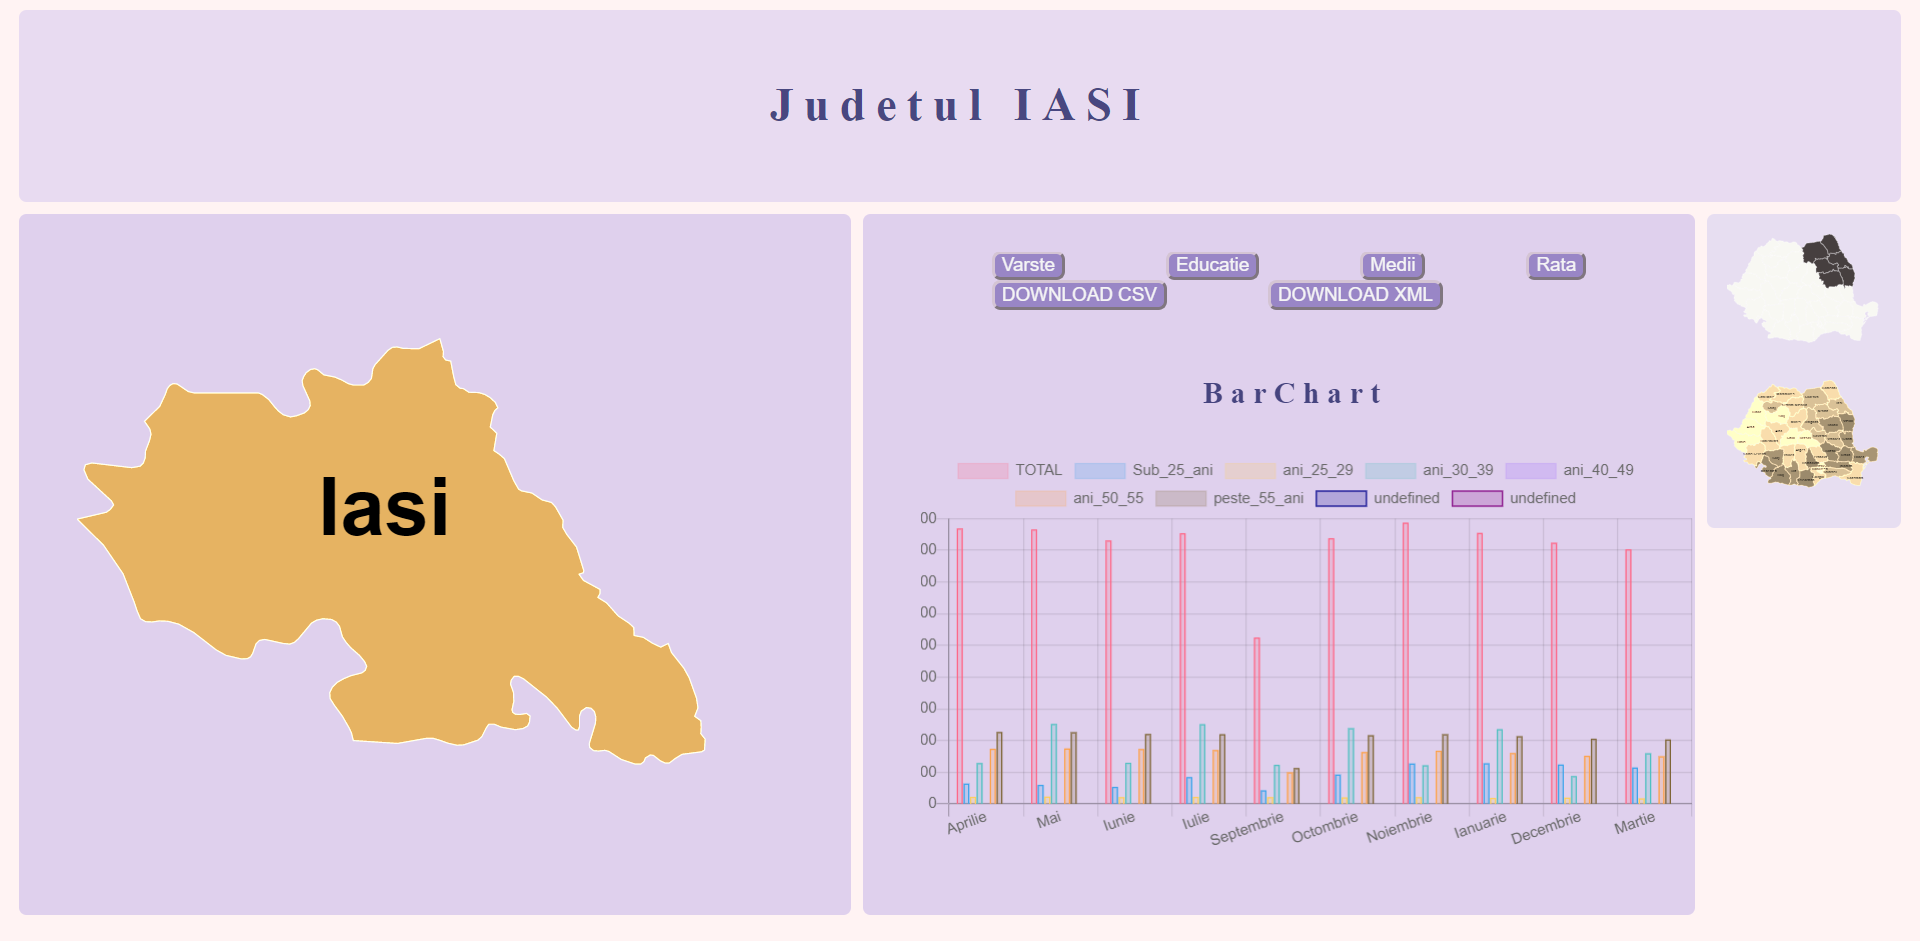 Judetul IASI
Iasi
Varste Educatie Medii Rata
DOWNLOAD CSV DOWNLOAD XML
BarChart
TOTAL Sub_25_ani ani_25_29 ani_30_39 ani_40_49
ani_50_55 peste_55_ani undefined undefined
00
00
00
00
00
00
00
00
00
0
Aprilie Mai Iunie Iulie Septembrie Octombrie Noiembrie Ianuarie Decembrie Martie